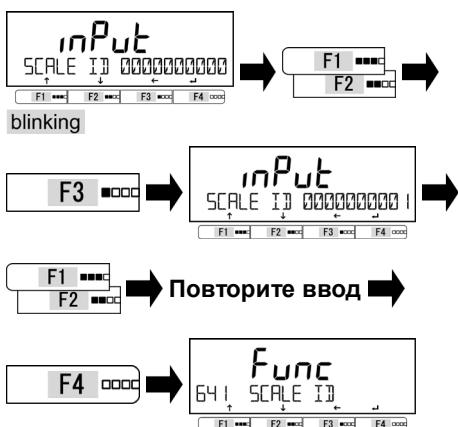 inPut
SCALE ID 0000000000
↑ ↓ ← ↵
F1 F2 F3 F4
F1
F2
blinking
F3
inPut
SCALE ID 0000000001
↑ ↓ ← ↵
F1 F2 F3 F4
F1
F2
Повторите ввод
F4
Func
641 SCALE ID
↑ ↓ ← ↵
F1 F2 F3 F4